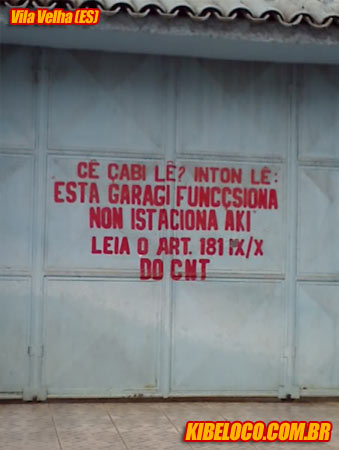 Vila Velha (ES)
CÊ ÇABI LÊ? INTON LÊ:
ESTA GARAGI FUNCCSIONA
NON ISTACIONA AKI
LEIA O ART. 181 IX/X
DO CNT
KIBELOCO.COM.BR